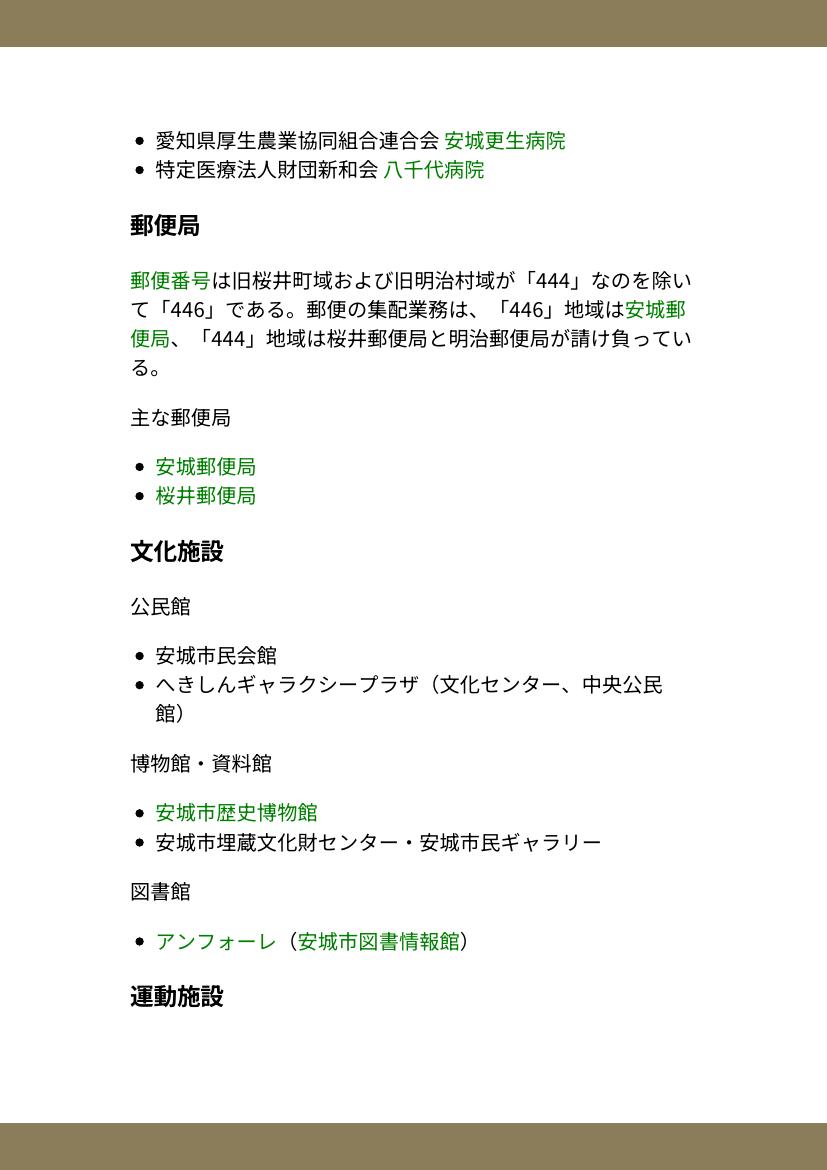 愛知県厚生農業協同組合連合会 安城更生病院
特定医療法人財団新和会 八千代病院
郵便局
郵便番号は旧桜井町域および旧明治村域が「444」なのを除い
て「446」である。郵便の集配業務は、「446」地域は安城郵
便局、「444」地域は桜井郵便局と明治郵便局が請け負ってい
る。
主な郵便局
安城郵便局
桜井郵便局
文化施設
公民館
安城市民会館
へきしんギャラクシープラザ（文化センター、中央公民
館）
博物館・資料館
安城市歴史博物館
安城市埋蔵文化財センター・安城市民ギャラリー
図書館
アンフォーレ（安城市図書情報館）
運動施設